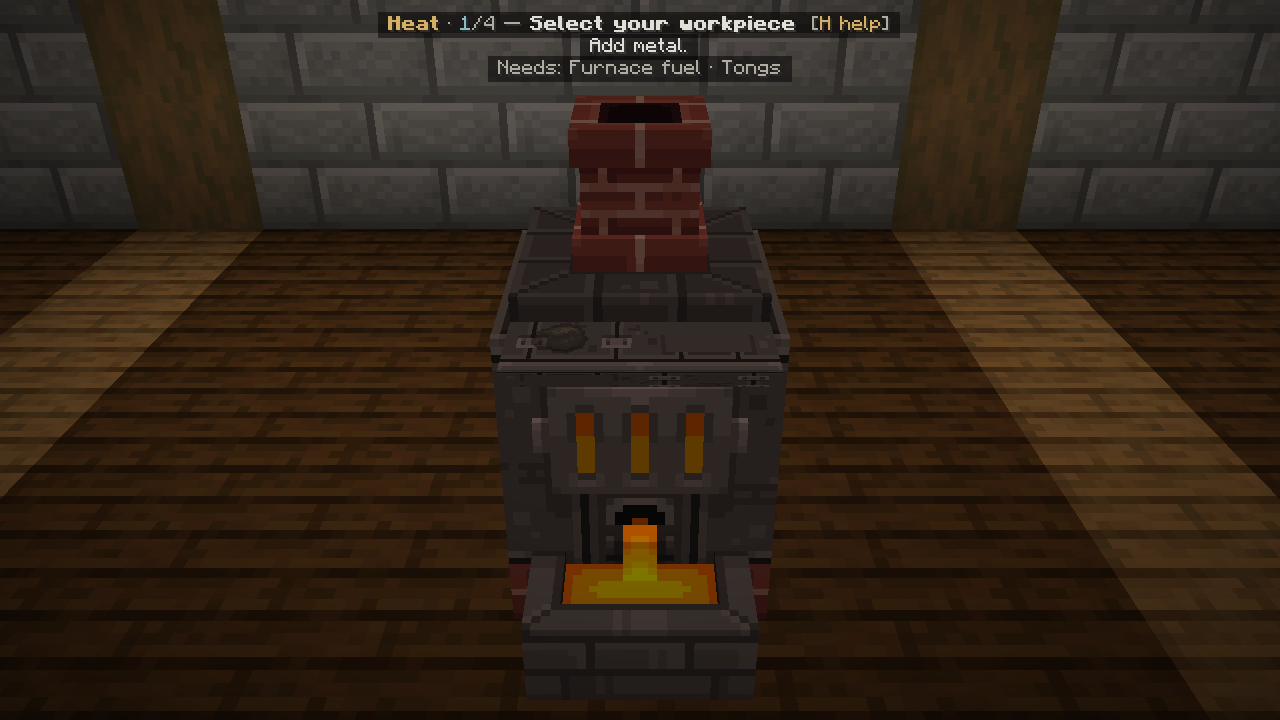 Heat · 1/4 — Select your workpiece [H help]
Add metal.
Needs: Furnace fuel · Tongs